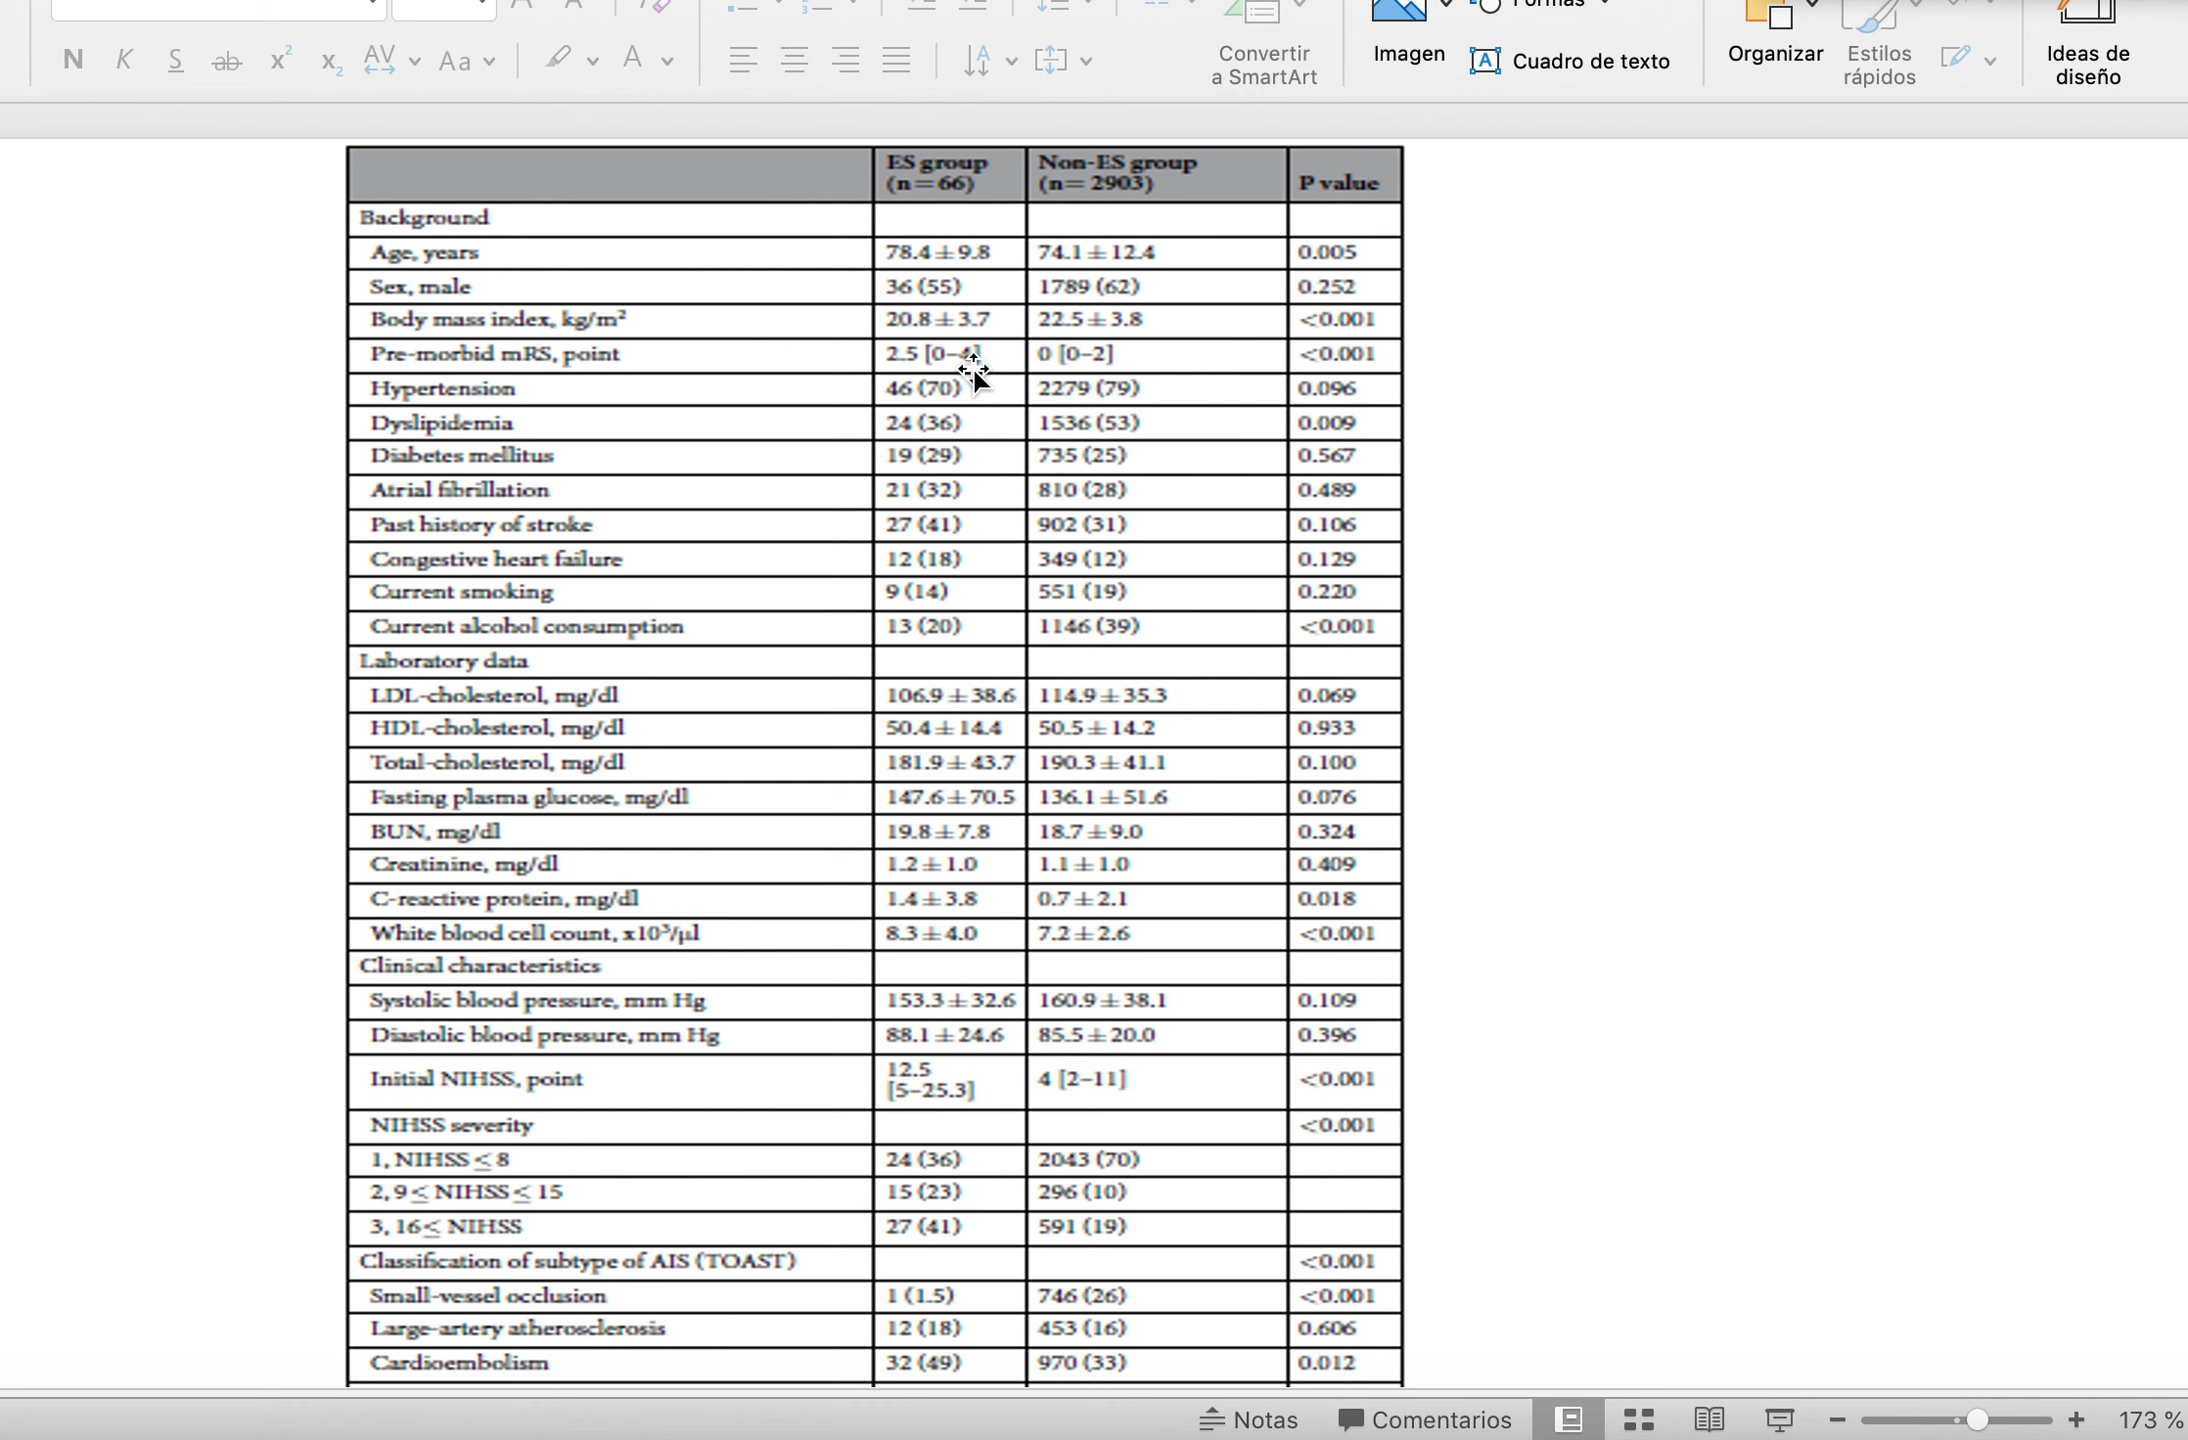 Formas
N K S ab x² x₂ AV Aa A A
Convertir
a SmartArt
Imagen
A Cuadro de texto
Organizar
Estilos
rápidos
Ideas de
diseño
ES group
(n=66)
Non-ES group
(n= 2903)
P value
Background
Age, years 78.4±9.8 74.1±12.4 0.005
Sex, male 36 (55) 1789 (62) 0.252
Body mass index, kg/m² 20.8±3.7 22.5±3.8 <0.001
Pre-morbid mRS, point 2.5 [0–4] 0 [0–2] <0.001
Hypertension 46 (70) 2279 (79) 0.096
Dyslipidemia 24 (36) 1536 (53) 0.009
Diabetes mellitus 19 (29) 735 (25) 0.567
Atrial fibrillation 21 (32) 810 (28) 0.489
Past history of stroke 27 (41) 902 (31) 0.106
Congestive heart failure 12 (18) 349 (12) 0.129
Current smoking 9 (14) 551 (19) 0.220
Current alcohol consumption 13 (20) 1146 (39) <0.001
Laboratory data
LDL-cholesterol, mg/dl 106.9±38.6 114.9±35.3 0.069
HDL-cholesterol, mg/dl 50.4±14.4 50.5±14.2 0.933
Total-cholesterol, mg/dl 181.9±43.7 190.3±41.1 0.100
Fasting plasma glucose, mg/dl 147.6±70.5 136.1±51.6 0.076
BUN, mg/dl 19.8±7.8 18.7±9.0 0.324
Creatinine, mg/dl 1.2±1.0 1.1±1.0 0.409
C-reactive protein, mg/dl 1.4±3.8 0.7±2.1 0.018
White blood cell count, x10³/μl 8.3±4.0 7.2±2.6 <0.001
Clinical characteristics
Systolic blood pressure, mm Hg 153.3±32.6 160.9±38.1 0.109
Diastolic blood pressure, mm Hg 88.1±24.6 85.5±20.0 0.396
Initial NIHSS, point 12.5 [5–25.3] 4 [2–11] <0.001
NIHSS severity <0.001
1, NIHSS≤8 24 (36) 2043 (70)
2, 9≤NIHSS≤15 15 (23) 296 (10)
3, 16≤ NIHSS 27 (41) 591 (19)
Classification of subtype of AIS (TOAST) <0.001
Small-vessel occlusion 1 (1.5) 746 (26) <0.001
Large-artery atherosclerosis 12 (18) 453 (16) 0.606
Cardioembolism 32 (49) 970 (33) 0.012
Notas Comentarios 173 %